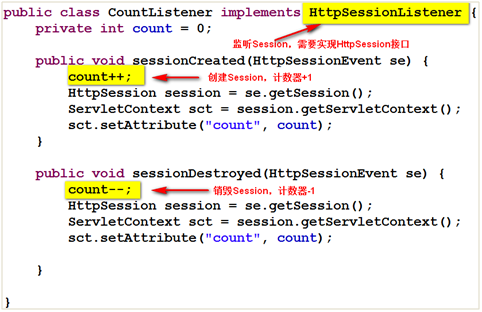 public class CountListener implements HttpSessionListener {
private int count = 0;
监听Session，需要实现HttpSession接口
public void sessionCreated(HttpSessionEvent se) {
count++;
创建Session，计数器+1
HttpSession session = se.getSession();
ServletContext sct = session.getServletContext();
sct.setAttribute("count", count);
}
public void sessionDestroyed(HttpSessionEvent se) {
count--;
销毁Session，计数器-1
HttpSession session = se.getSession();
ServletContext sct = session.getServletContext();
sct.setAttribute("count", count);
}
}